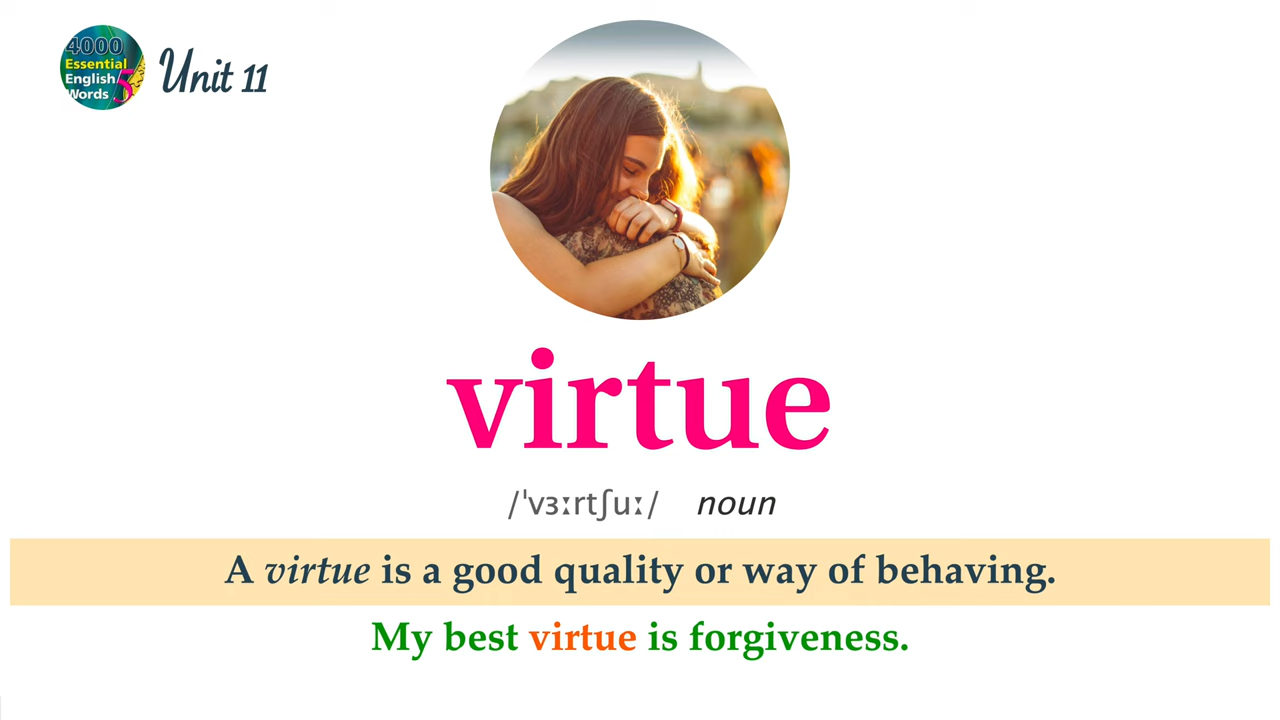 4000
Essential
English
Words 5
Unit 11
virtue
/ˈvɜːrtʃuː/ noun
A virtue is a good quality or way of behaving.
My best virtue is forgiveness.